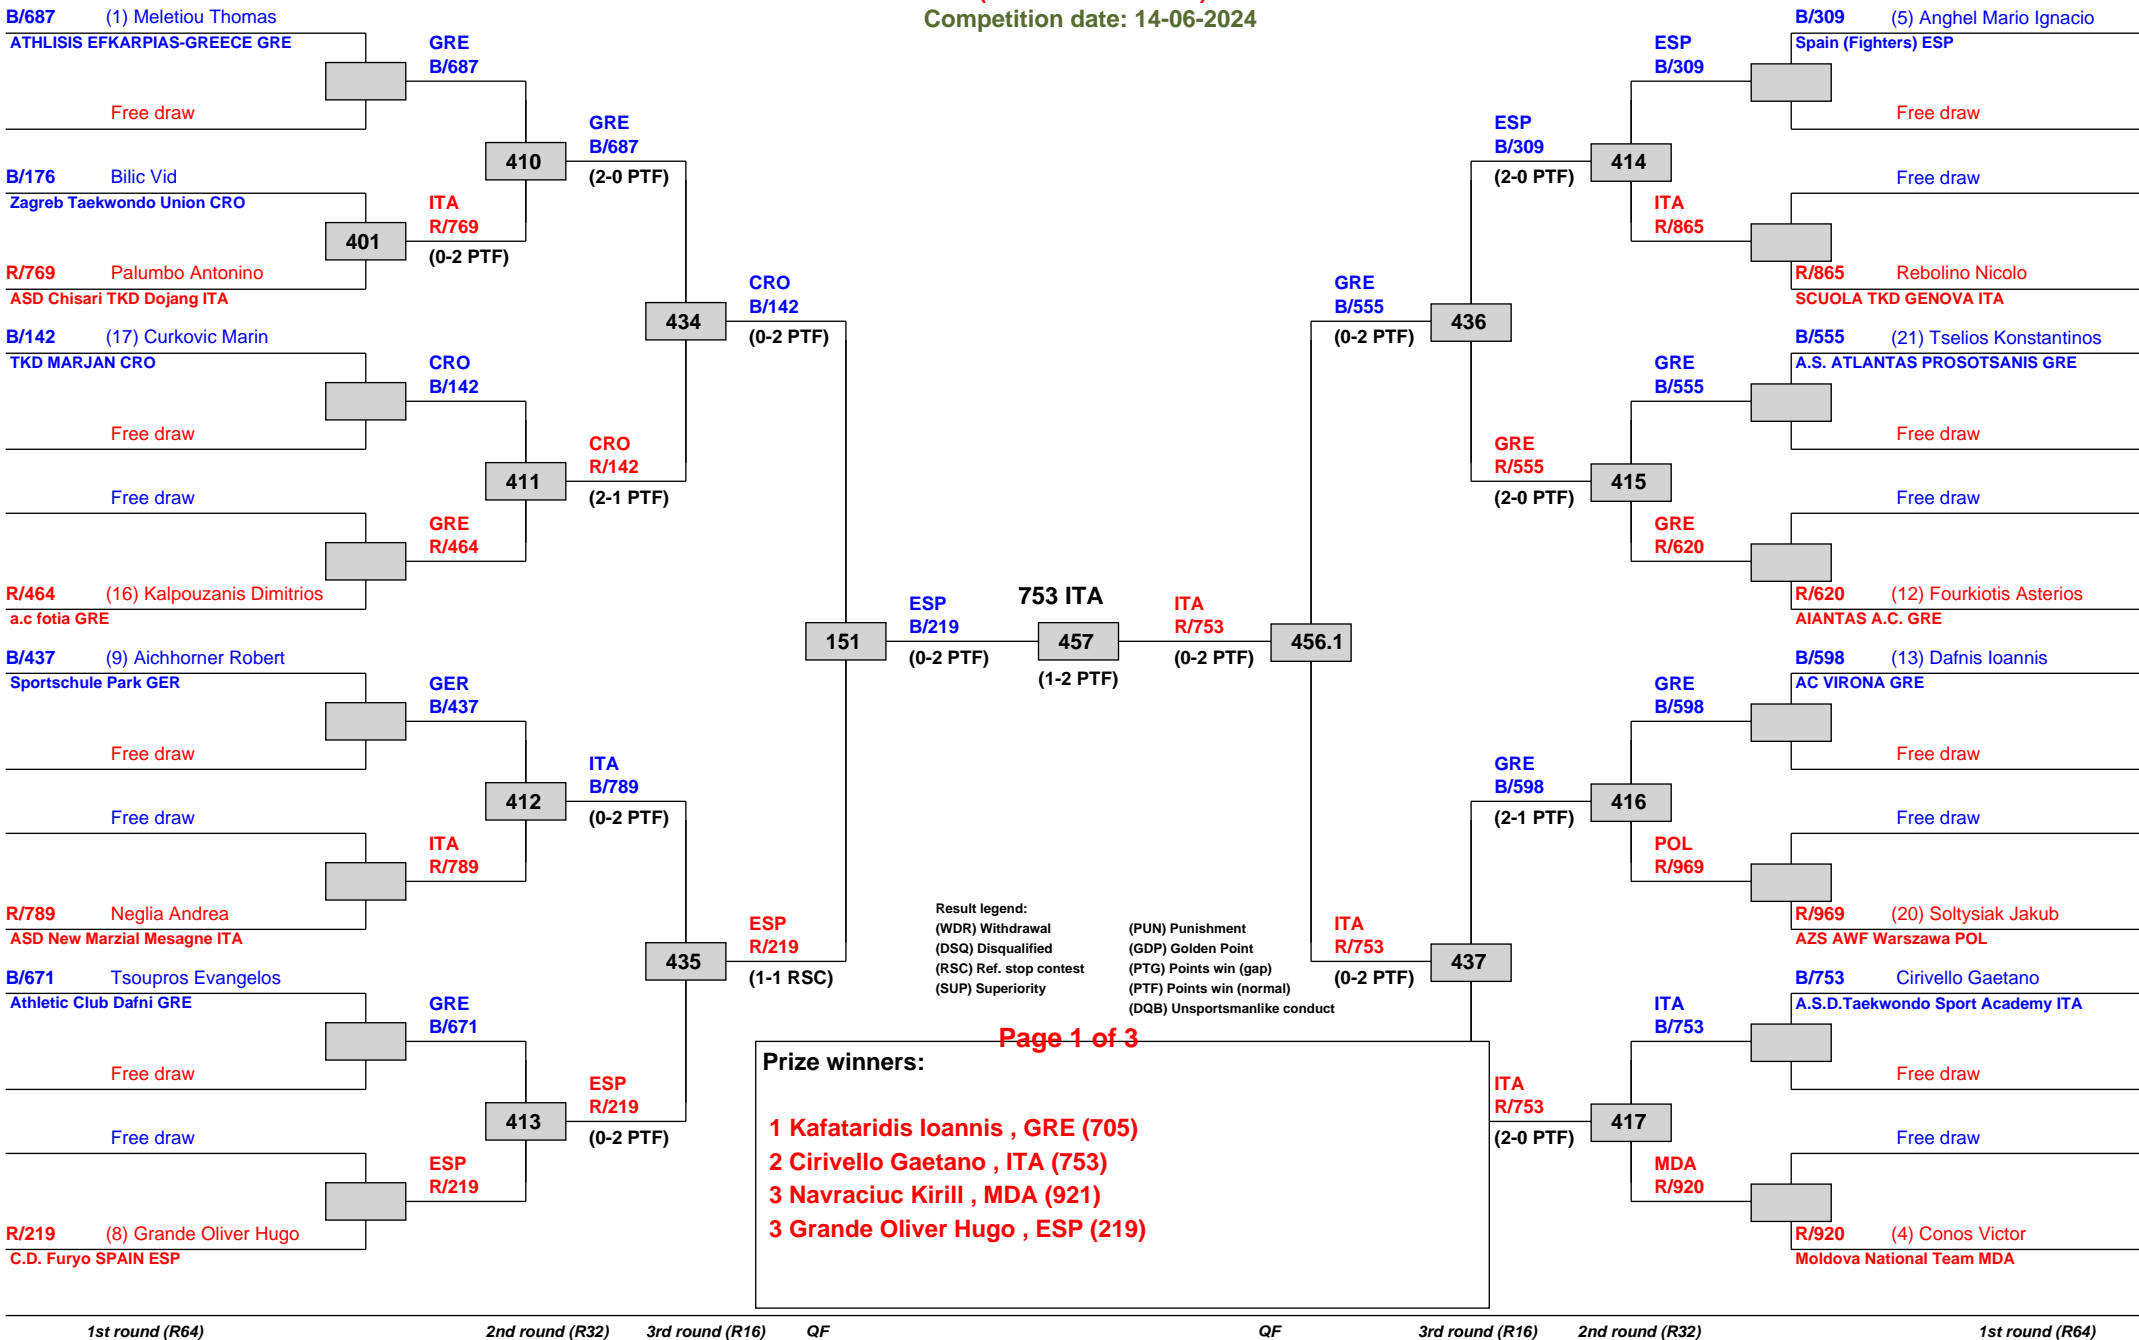 Competition date: 14-06-2024
B/687 (1) Meletiou Thomas
ATHLISIS EFKARPIAS-GREECE GRE
Free draw
B/176 Bilic Vid
Zagreb Taekwondo Union CRO
401
R/769 Palumbo Antonino
ASD Chisari TKD Dojang ITA
B/142 (17) Curkovic Marin
TKD MARJAN CRO
Free draw
Free draw
R/464 (16) Kalpouzanis Dimitrios
a.c fotia GRE
B/437 (9) Aichhorner Robert
Sportschule Park GER
Free draw
Free draw
R/789 Neglia Andrea
ASD New Marzial Mesagne ITA
B/671 Tsoupros Evangelos
Athletic Club Dafni GRE
Free draw
Free draw
R/219 (8) Grande Oliver Hugo
C.D. Furyo SPAIN ESP
GRE
B/687
410
ITA
R/769
(0-2 PTF)
CRO
B/142
411
GRE
R/464
GER
B/437
412
ITA
R/789
GRE
B/671
413
ESP
R/219
GRE
B/687
(2-0 PTF)
434
CRO
R/142
(2-1 PTF)
ITA
B/789
(0-2 PTF)
435
ESP
R/219
(0-2 PTF)
CRO
B/142
(0-2 PTF)
151
ESP
R/219
(1-1 RSC)
ESP
B/219
(0-2 PTF)
753 ITA
457
(1-2 PTF)
ITA
R/753
(0-2 PTF)
456.1
GRE
B/555
(0-2 PTF)
ITA
R/753
(0-2 PTF)
ESP
B/309
(2-0 PTF)
436
GRE
R/555
(2-0 PTF)
GRE
B/598
(2-1 PTF)
437
ITA
R/753
(2-0 PTF)
ESP
B/309
414
ITA
R/865
GRE
B/555
415
GRE
R/620
GRE
B/598
416
POL
R/969
ITA
B/753
417
MDA
R/920
B/309 (5) Anghel Mario Ignacio
Spain (Fighters) ESP
Free draw
Free draw
R/865 Rebolino Nicolo
SCUOLA TKD GENOVA ITA
B/555 (21) Tselios Konstantinos
A.S. ATLANTAS PROSOTSANIS GRE
Free draw
Free draw
R/620 (12) Fourkiotis Asterios
AIANTAS A.C. GRE
B/598 (13) Dafnis Ioannis
AC VIRONA GRE
Free draw
Free draw
R/969 (20) Soltysiak Jakub
AZS AWF Warszawa POL
B/753 Cirivello Gaetano
A.S.D.Taekwondo Sport Academy ITA
Free draw
Free draw
R/920 (4) Conos Victor
Moldova National Team MDA
Result legend:
(WDR) Withdrawal (PUN) Punishment
(DSQ) Disqualified (GDP) Golden Point
(RSC) Ref. stop contest (PTG) Points win (gap)
(SUP) Superiority (PTF) Points win (normal)
(DQB) Unsportsmanlike conduct
Page 1 of 3
Prize winners:
1 Kafataridis Ioannis , GRE (705)
2 Cirivello Gaetano , ITA (753)
3 Navraciuc Kirill , MDA (921)
3 Grande Oliver Hugo , ESP (219)
1st round (R64) 2nd round (R32) 3rd round (R16) QF QF 3rd round (R16) 2nd round (R32) 1st round (R64)